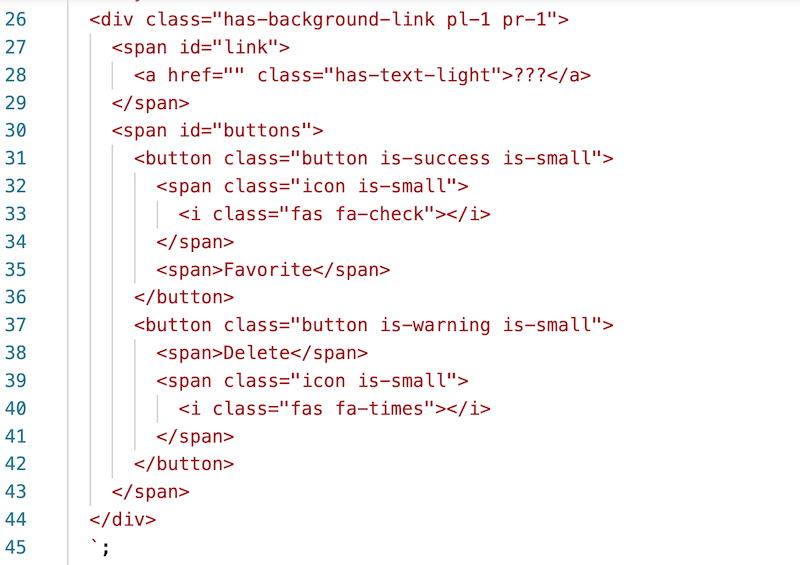 26 <div class="has-background-link pl-1 pr-1">
27 <span id="link">
28 <a href="" class="has-text-light">???</a>
29 </span>
30 <span id="buttons">
31 <button class="button is-success is-small">
32 <span class="icon is-small">
33 <i class="fas fa-check"></i>
34 </span>
35 <span>Favorite</span>
36 </button>
37 <button class="button is-warning is-small">
38 <span>Delete</span>
39 <span class="icon is-small">
40 <i class="fas fa-times"></i>
41 </span>
42 </button>
43 </span>
44 </div>
45 `;